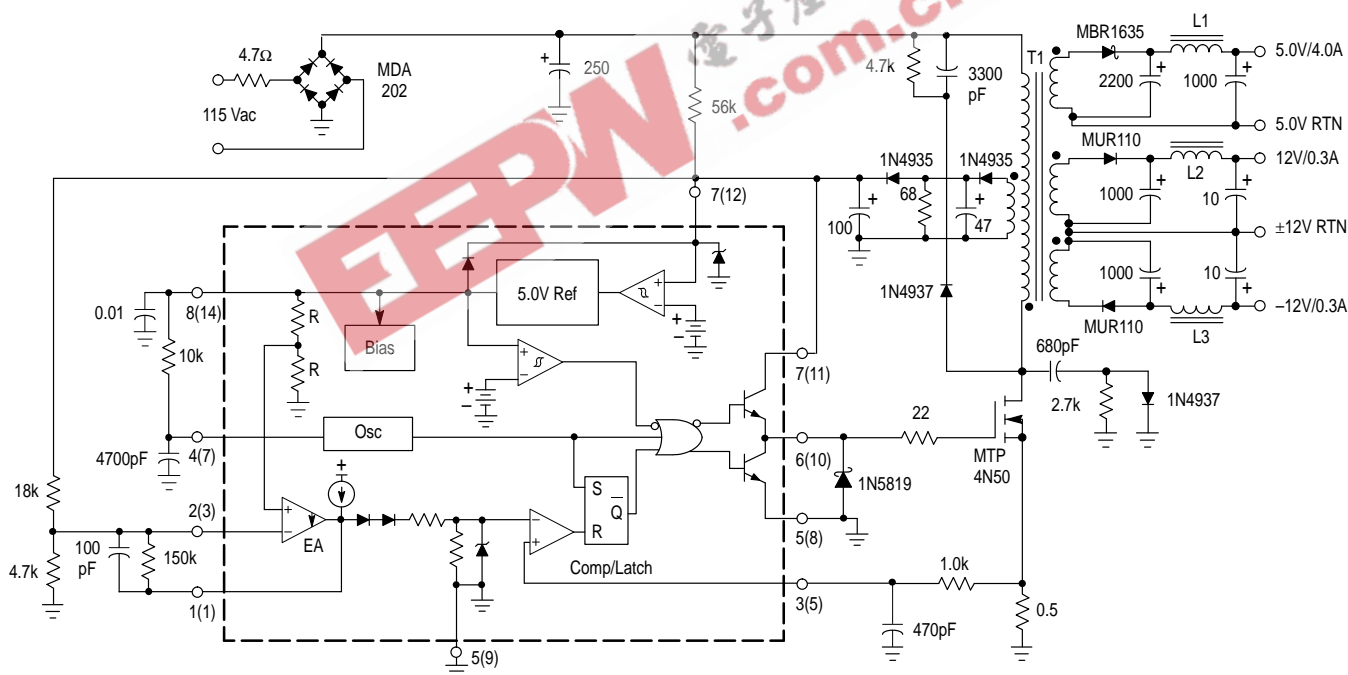 4.7Ω
MDA
202
115 Vac
+
250
56k
4.7k
3300
pF
T1
MBR1635
L1
5.0V/4.0A
+
2200
+
1000
5.0V RTN
MUR110
12V/0.3A
L2
+
1000
+
10
±12V RTN
1000
+
10
+
–12V/0.3A
MUR110
L3
EEPW
.com.c
電子
1N4935
1N4935
68
+
100
+
47
7(12)
1N4937
0.01
8(14)
R
R
Bias
5.0V Ref
+
–
+
–
+
–
+
–
10k
7(11)
680pF
2.7k
1N4937
Osc
4700pF
4(7)
22
6(10)
MTP
4N50
1N5819
18k
2(3)
+
+
–
EA
S
Q
R
–
+
Comp/Latch
5(8)
100
pF
150k
4.7k
1(1)
3(5)
1.0k
0.5
470pF
5(9)